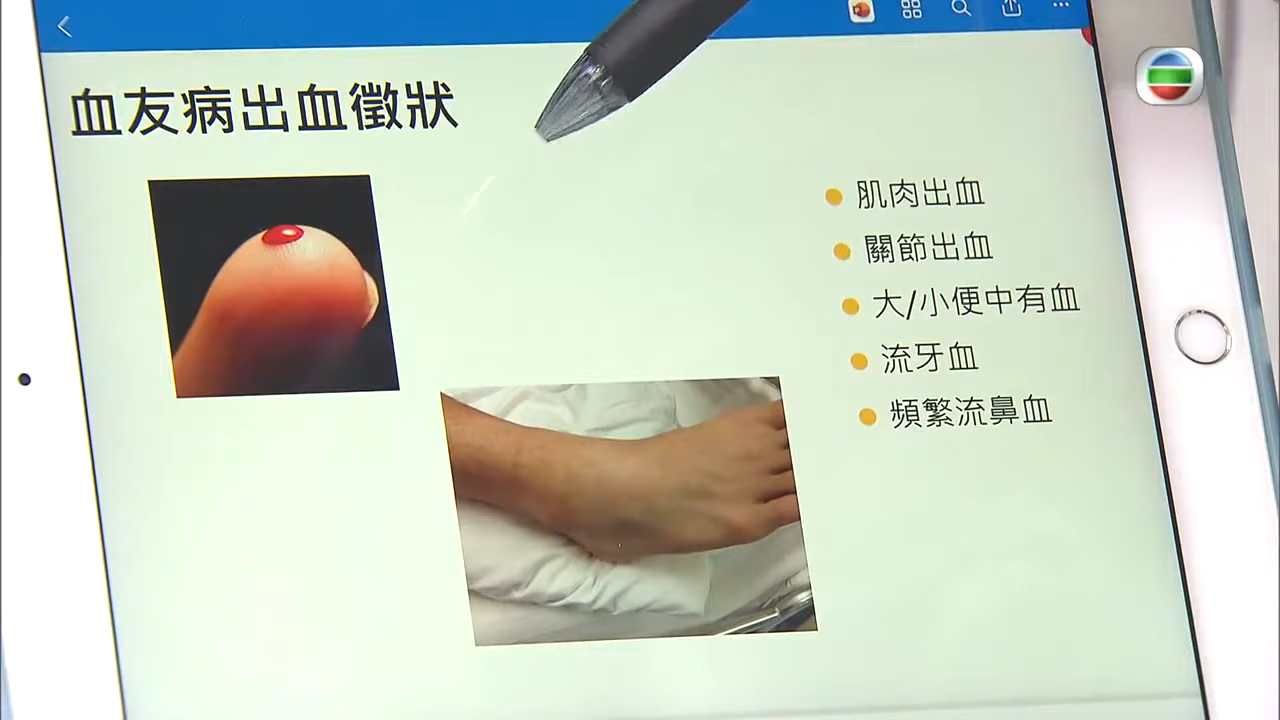 血友病出血徵狀
肌肉出血
關節出血
大/小便中有血
流牙血
頻繁流鼻血